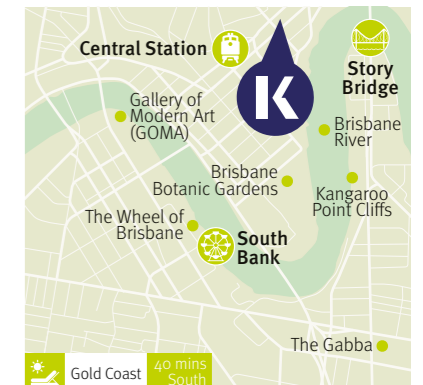 Central Station
K
Story
Bridge
Gallery of
Modern Art
(GOMA)
Brisbane
River
Brisbane
Botanic Gardens
Kangaroo
Point Cliffs
The Wheel of
Brisbane
South
Bank
The Gabba
Gold Coast
40 mins
South